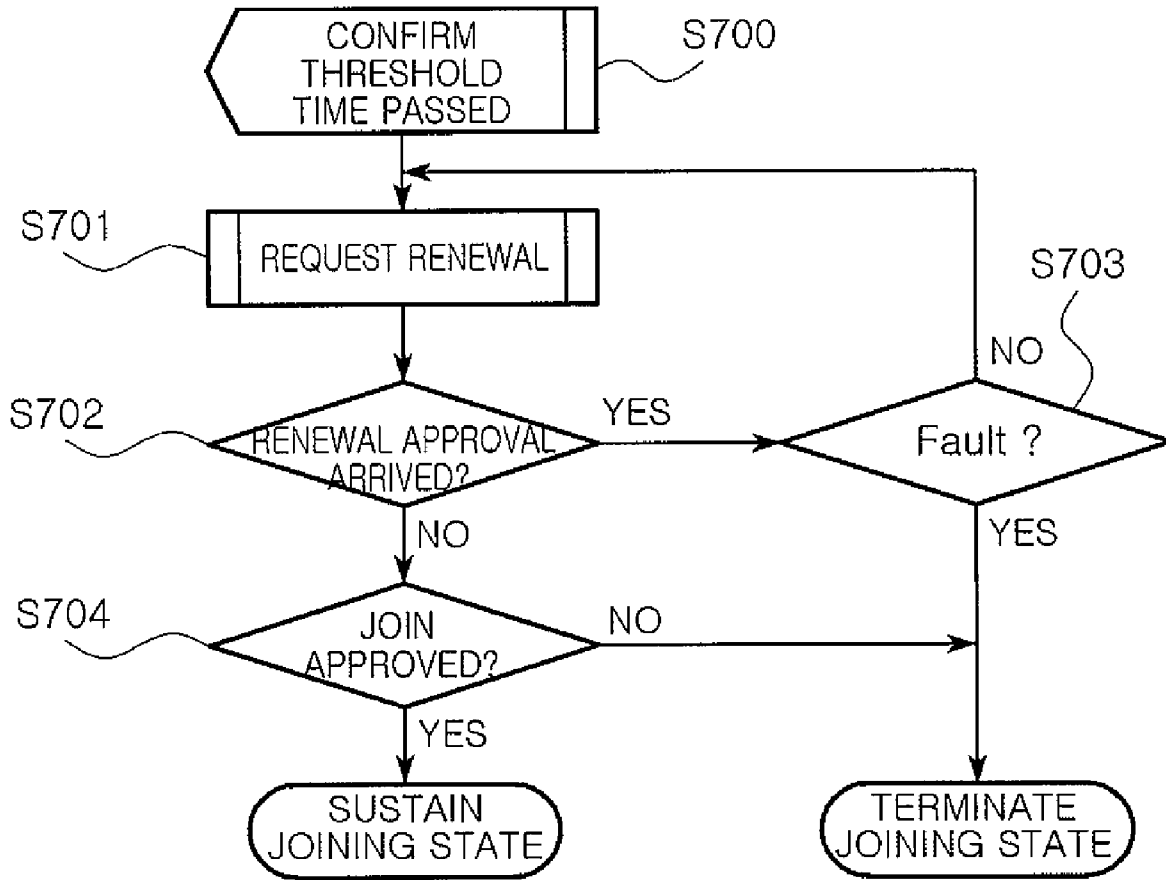 CONFIRM
THRESHOLD
TIME PASSED
S700
S701
REQUEST RENEWAL
S703
NO
S702
RENEWAL APPROVAL
ARRIVED?
YES
Fault ?
NO
YES
S704
JOIN
APPROVED?
NO
YES
SUSTAIN
JOINING STATE
TERMINATE
JOINING STATE